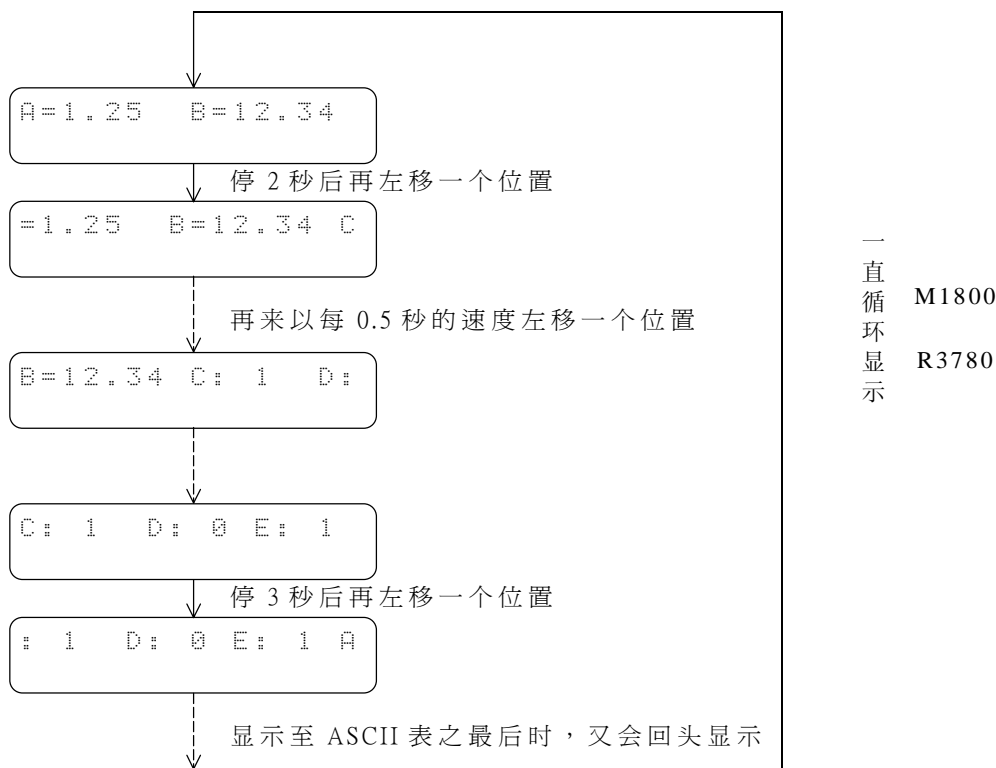 A=1.25  B=12.34
停 2 秒后再左移一个位置
=1.25  B=12.34 C
再来以每 0.5 秒的速度左移一个位置
B=12.34 C: 1  D:
C: 1  D: 0 E: 1
停 3 秒后再左移一个位置
: 1  D: 0 E: 1 A
显示至 ASCII 表之最后时，又会回头显示
一直循环显示
M1800
R3780